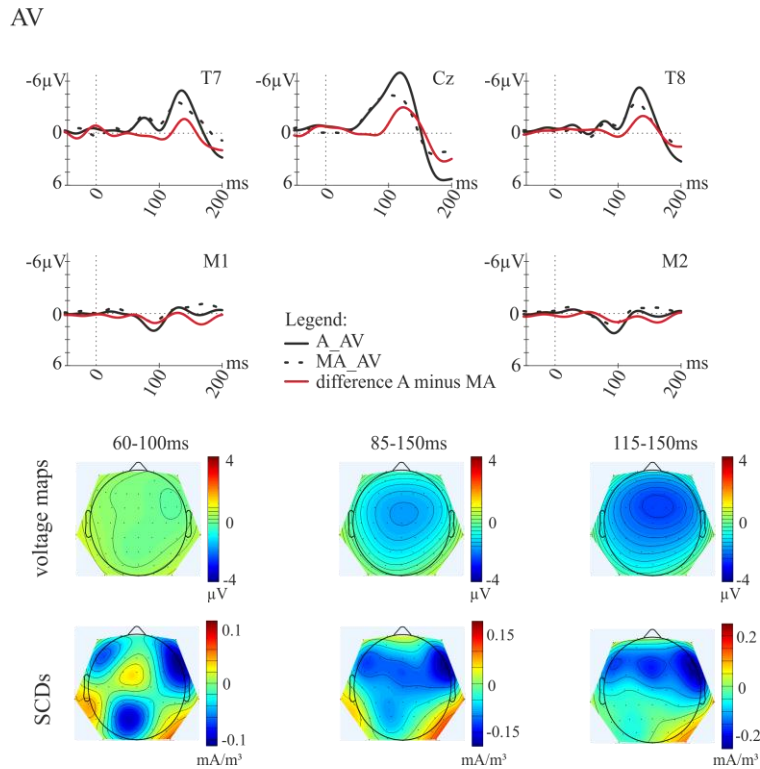 AV
T7
-6µV
0
6
ms
0
100
200
Cz
-6µV
0
6
ms
0
100
200
T8
-6µV
0
6
ms
0
100
200
M1
-6µV
0
6
ms
0
100
200
M2
-6µV
0
6
ms
0
100
200
Legend:
A_AV
MA_AV
difference A minus MA
60-100ms
85-150ms
115-150ms
voltage maps
4
0
-4
µV
4
0
-4
µV
4
0
-4
µV
SCDs
0.1
0
-0.1
mA/m³
0.15
0
-0.15
mA/m³
0.2
0
-0.2
mA/m³